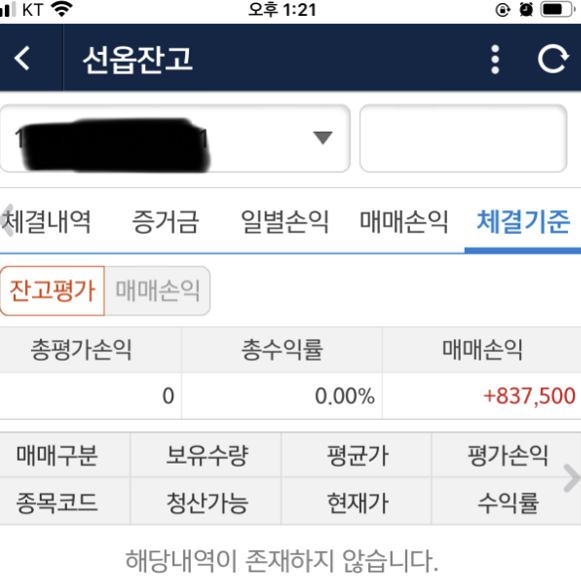 KT 오후 1:21
선옵잔고
체결내역 증거금 일별손익 매매손익 체결기준
잔고평가 매매손익
총평가손익 총수익률 매매손익
0 0.00% +837,500
매매구분 보유수량 평균가 평가손익
종목코드 청산가능 현재가 수익률
해당내역이 존재하지 않습니다.